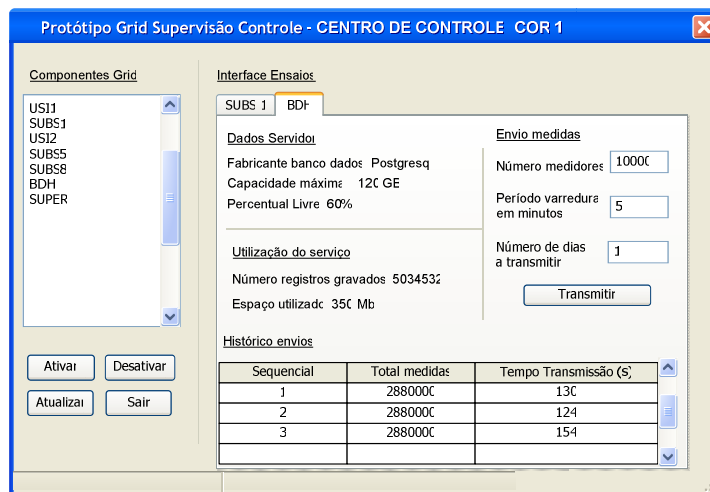 Protótipo Grid Supervisão Controle - CENTRO DE CONTROLE COR 1
Componentes Grid
USI1
SUBS1
USI2
SUBS5
SUBS8
BDH
SUPER
Ativar
Desativar
Atualizar
Sair
Interface Ensaios
SUBS 1
BDH
Dados Servidor
Fabricante banco dados Postgresq
Capacidade máxima 120 GE
Percentual Livre 60%
Utilização do serviço
Número registros gravados 5034532
Espaço utilizado 350 Mb
Envio medidas
Número medidores 10000
Período varredura
em minutos 5
Número de dias
a transmitir 1
Transmitir
Histórico envios
Sequencial Total medidas Tempo Transmissão (S)
1 2880000 130
2 2880000 124
3 2880000 154